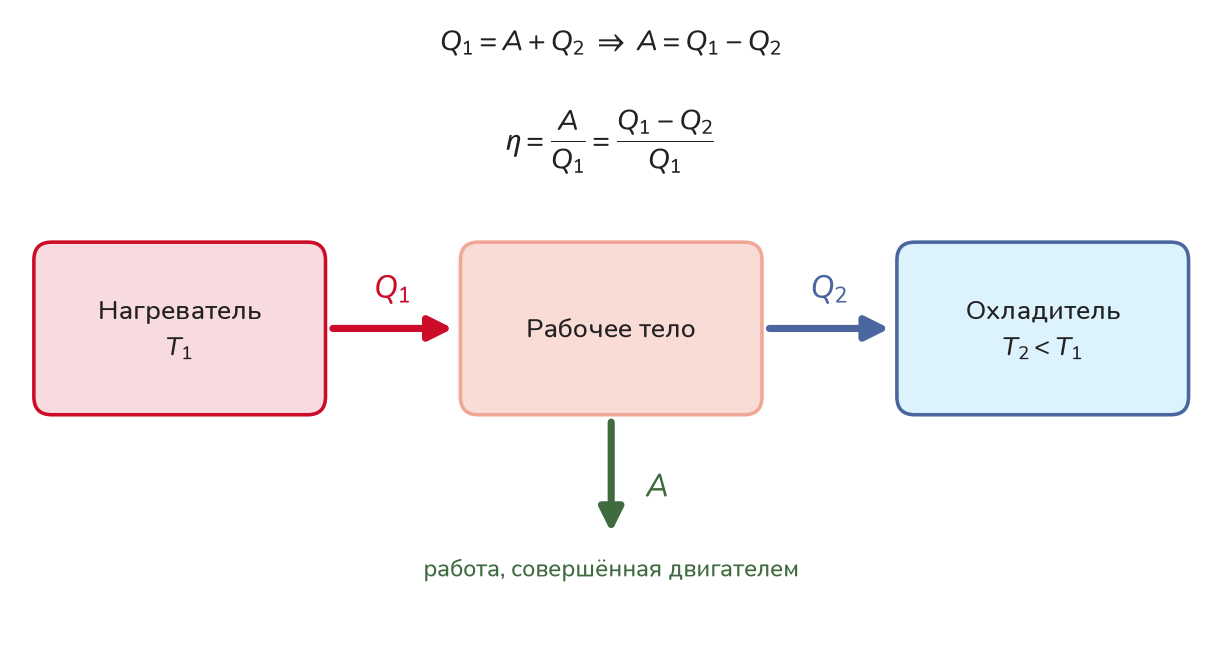 Q₁ = A + Q₂ ⇒ A = Q₁ − Q₂
η = A/Q₁ = (Q₁ − Q₂)/Q₁
Нагреватель
T₁
Q₁
Рабочее тело
Q₂
Охладитель
T₂ < T₁
A
работа, совершённая двигателем